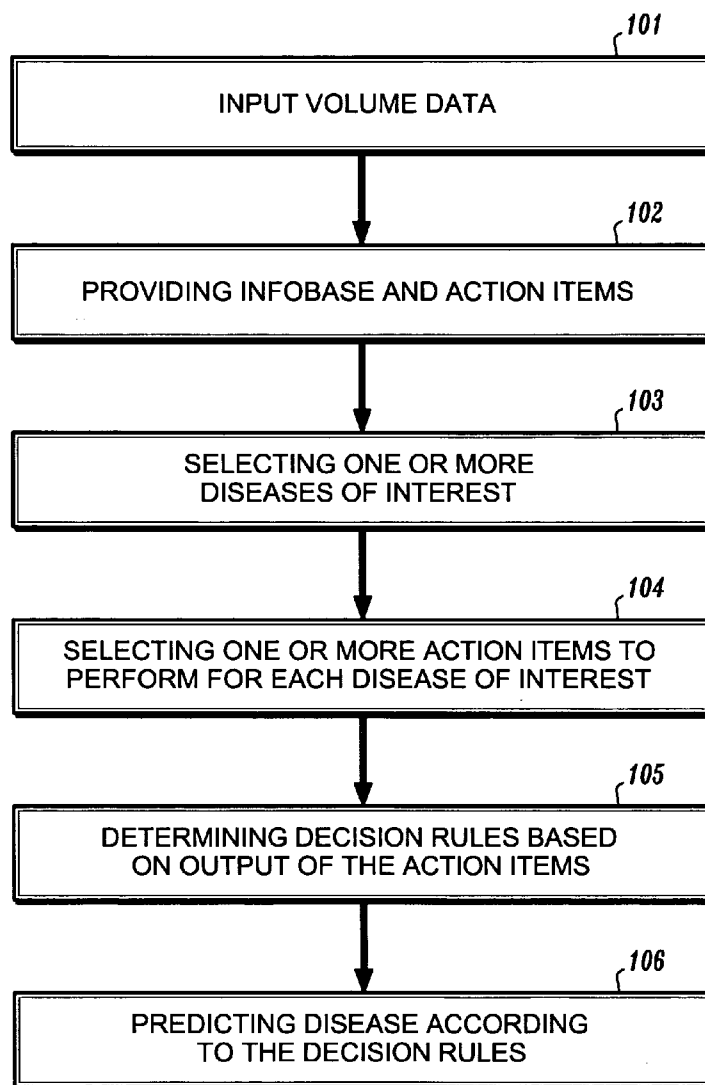 101
INPUT VOLUME DATA
102
PROVIDING INFOBASE AND ACTION ITEMS
103
SELECTING ONE OR MORE
DISEASES OF INTEREST
104
SELECTING ONE OR MORE ACTION ITEMS TO
PERFORM FOR EACH DISEASE OF INTEREST
105
DETERMINING DECISION RULES BASED
ON OUTPUT OF THE ACTION ITEMS
106
PREDICTING DISEASE ACCORDING
TO THE DECISION RULES